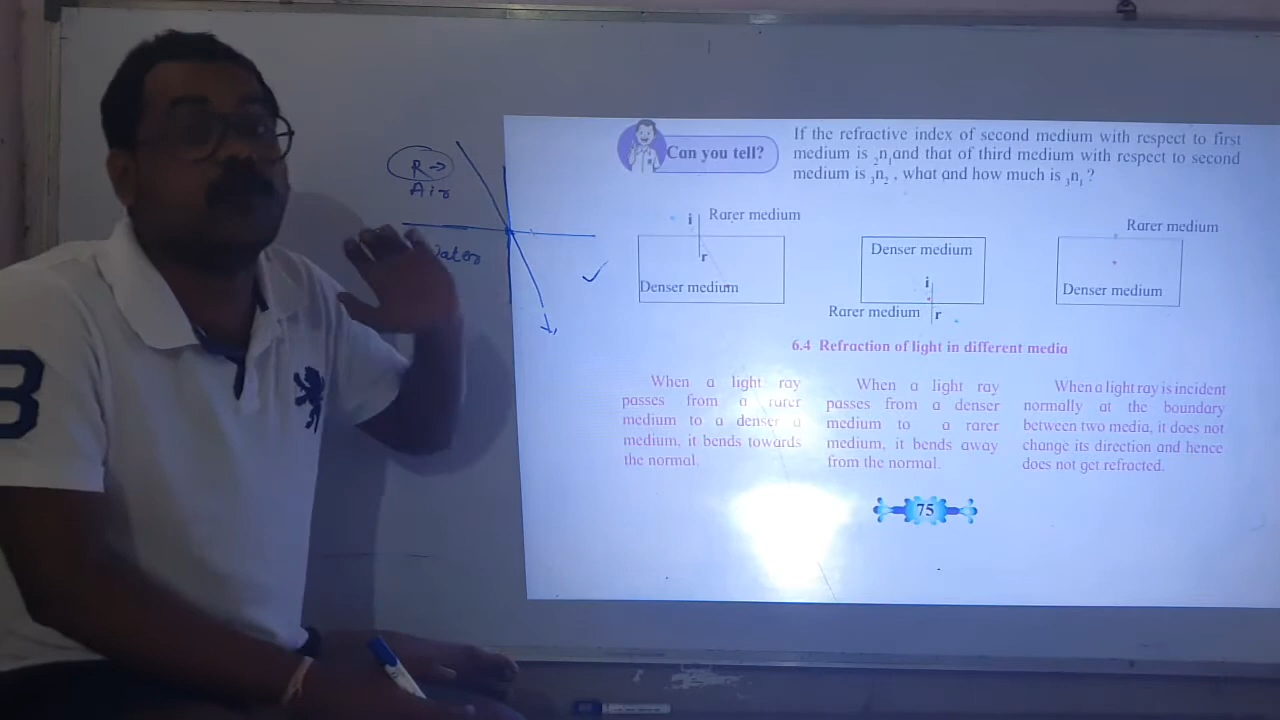 R→
Air
Water
B
Can you tell?
If the refractive index of second medium with respect to first
medium is ₂n₁and that of third medium with respect to second
medium is ₃n₂ . what and how much is ₃n₁ ?
i
Rarer medium
r
Denser medium
Denser medium
i
Rarer medium
r
Rarer medium
Denser medium
6.4 Refraction of light in different media
When a light ray
passes from a rarer
medium to a denser a
medium, it bends towards
the normal.
When a light ray
passes from a denser
medium to a rarer
medium, it bends away
from the normal.
When a light ray is incident
normally at the boundary
between two media, it does not
change its direction and hence
does not get refracted.
75